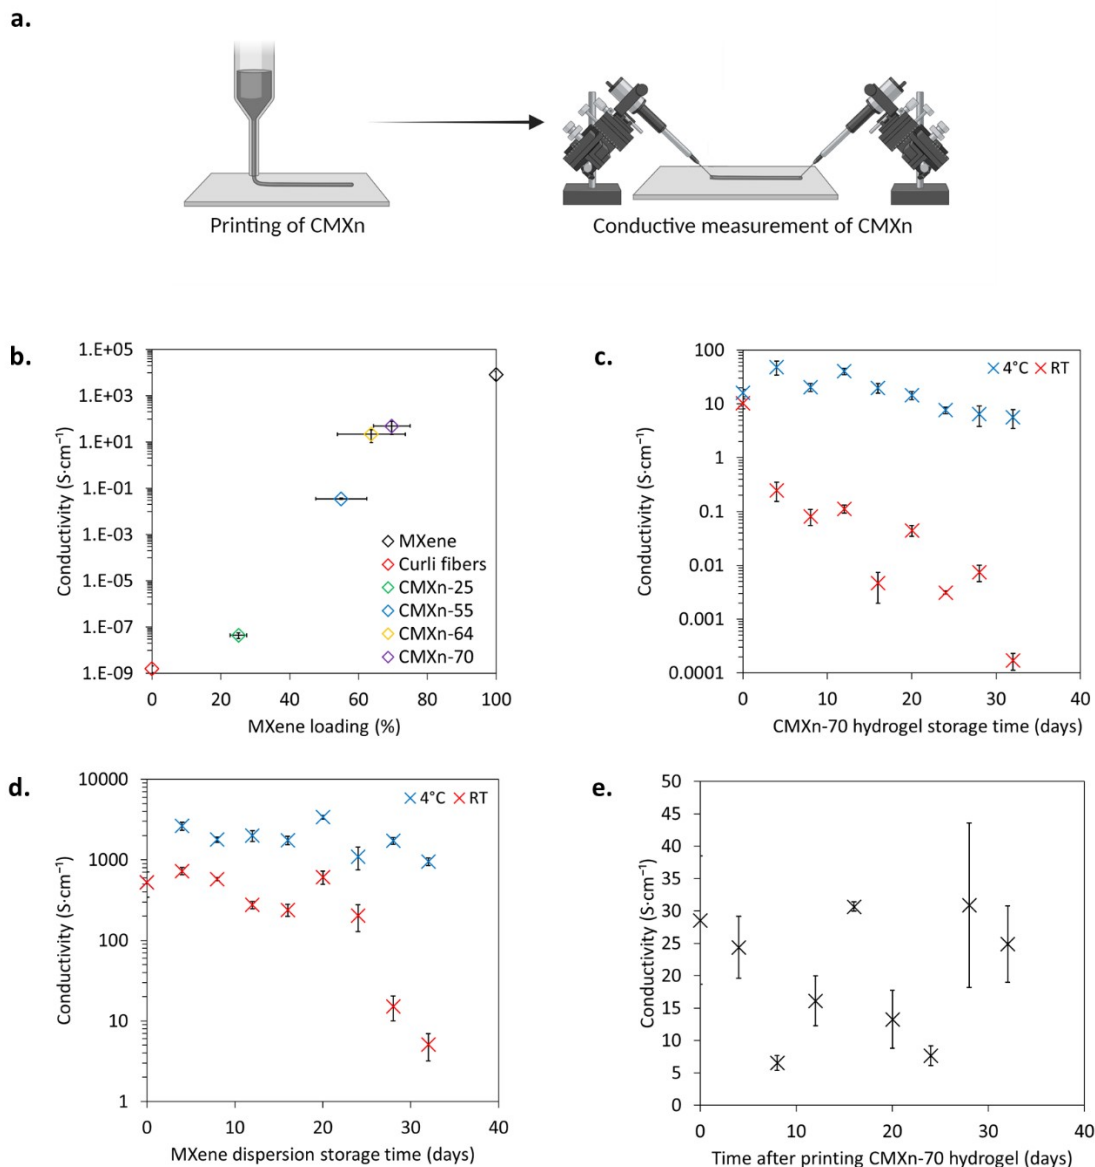 a.
Printing of CMXn
Conductive measurement of CMXn
b.
Conductivity (S·cm⁻¹)
1.E+05
1.E+03
1.E+01
1.E-01
1.E-03
1.E-05
1.E-07
1.E-09
MXene
Curli fibers
CMXn-25
CMXn-55
CMXn-64
CMXn-70
0 20 40 60 80 100
MXene loading (%)
c.
Conductivity (S·cm⁻¹)
100
10
1
0.1
0.01
0.001
0.0001
4°C RT
0 10 20 30 40
CMXn-70 hydrogel storage time (days)
d.
Conductivity (S·cm⁻¹)
10000
1000
100
10
1
4°C RT
0 10 20 30 40
MXene dispersion storage time (days)
e.
Conductivity (S·cm⁻¹)
50
45
40
35
30
25
20
15
10
5
0
0 10 20 30 40
Time after printing CMXn-70 hydrogel (days)